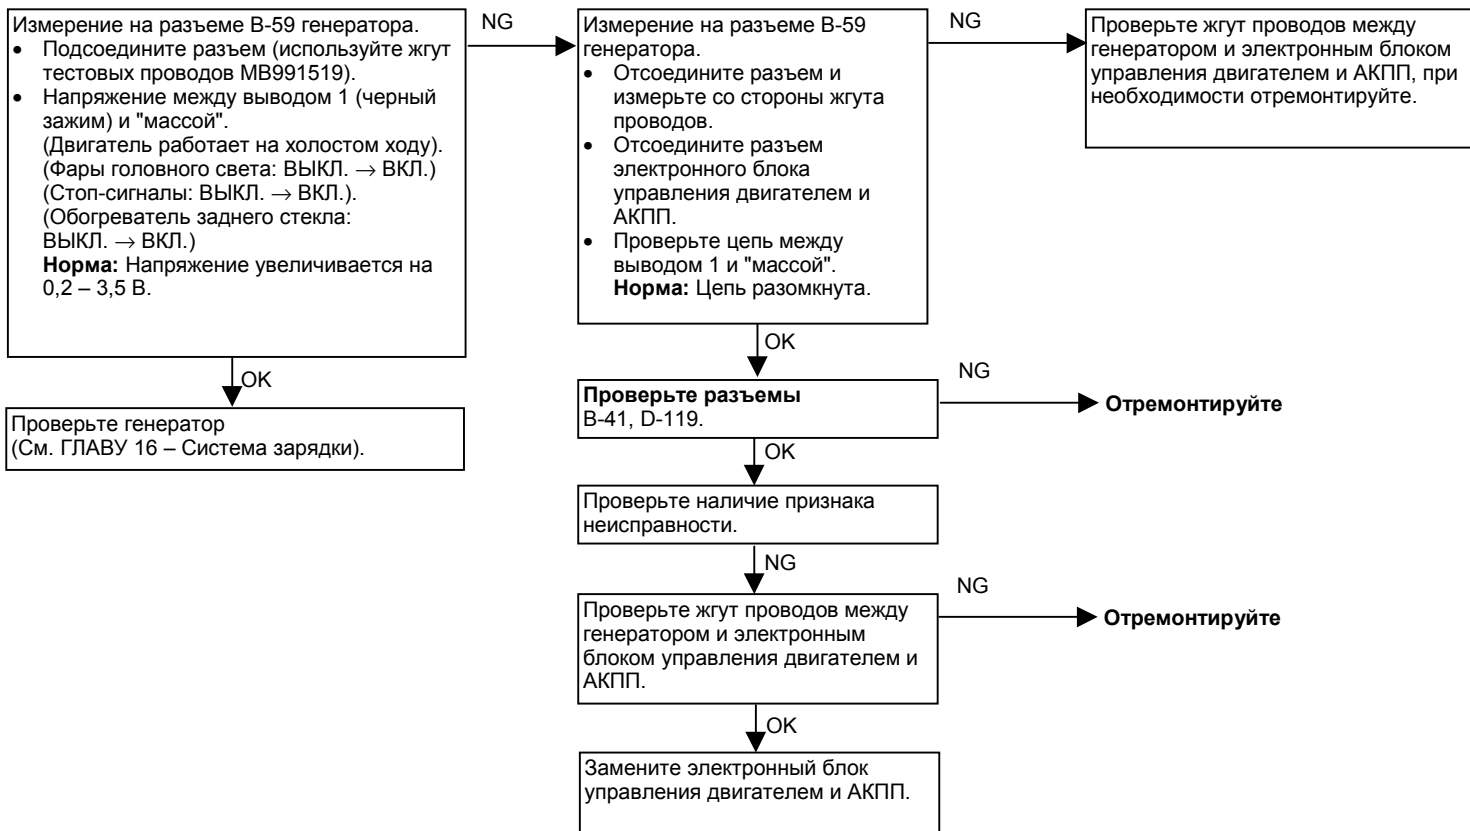 Измерение на разъеме B-59 генератора.
• Подсоедините разъем (используйте жгут
тестовых проводов MB991519).
• Напряжение между выводом 1 (черный
зажим) и "массой".
(Двигатель работает на холостом ходу).
(Фары головного света: ВЫКЛ. → ВКЛ.)
(Стоп-сигналы: ВЫКЛ. → ВКЛ.).
(Обогреватель заднего стекла:
ВЫКЛ. → ВКЛ.)
Норма: Напряжение увеличивается на
0,2 – 3,5 В.
NG
Измерение на разъеме B-59
генератора.
• Отсоедините разъем и
измерьте со стороны жгута
проводов.
• Отсоедините разъем
электронного блока
управления двигателем и
АКПП.
• Проверьте цепь между
выводом 1 и "массой".
Норма: Цепь разомкнута.
NG
Проверьте жгут проводов между
генератором и электронным блоком
управления двигателем и АКПП, при
необходимости отремонтируйте.
OK
Проверьте генератор
(См. ГЛАВУ 16 – Система зарядки).
OK
Проверьте разъемы
B-41, D-119.
NG
Отремонтируйте
OK
Проверьте наличие признака
неисправности.
NG
Проверьте жгут проводов между
генератором и электронным
блоком управления двигателем и
АКПП.
NG
Отремонтируйте
OK
Замените электронный блок
управления двигателем и АКПП.